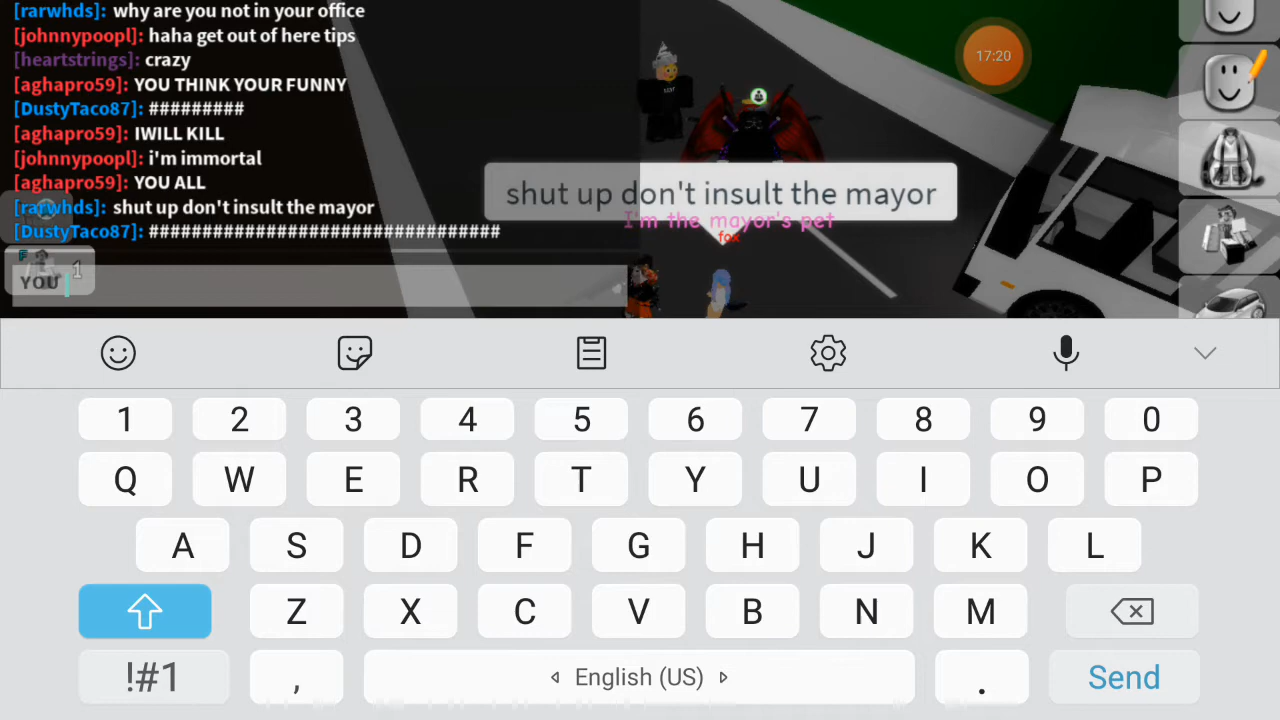 [rarwhds]: why are you not in your office
[johnnypoopl]: haha get out of here tips
[heartstrings]: crazy
[aghapro59]: YOU THINK YOUR FUNNY
[DustyTaco87]: #########
[aghapro59]: IWILL KILL
[johnnypoopl]: i'm immortal
[aghapro59]: YOU ALL
[rarwhds]: shut up don't insult the mayor
[DustyTaco87]: ##############################
F
1
YOU
17:20
shut up don't insult the mayor
I'm the mayor's pet
fox
1 2 3 4 5 6 7 8 9 0
Q W E R T Y U I O P
A S D F G H J K L
Z X C V B N M
!#1 , English (US) . Send